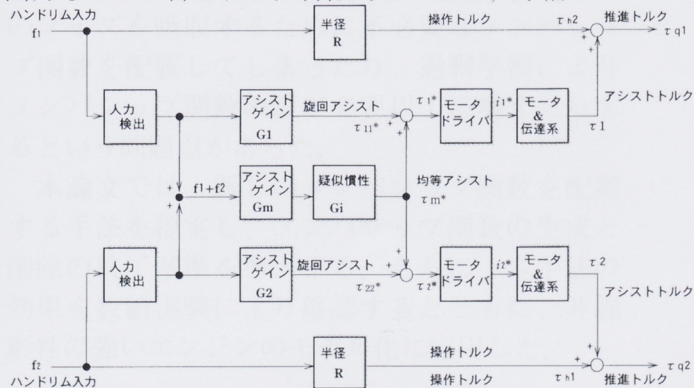 ハンドリム入力
f1
半径
R
操作トルク
τh2
推進トルク
τq1
+
+
人力
検出
アシスト
ゲイン
G1
旋回アシスト
τ11*
+
+
τ1*
モータ
ドライバ
i1*
モータ
&
伝達系
τ1
アシストトルク
+
+
f1+f2
アシスト
ゲイン
Gm
疑似慣性
Gi
均等アシスト
τm*
人力
検出
アシスト
ゲイン
G2
旋回アシスト
τ22*
+
+
τ2*
モータ
ドライバ
i2*
モータ
&
伝達系
τ2
アシストトルク
f2
ハンドリム入力
半径
R
操作トルク
操作トルク
τh1
+
+
推進トルク
τq2